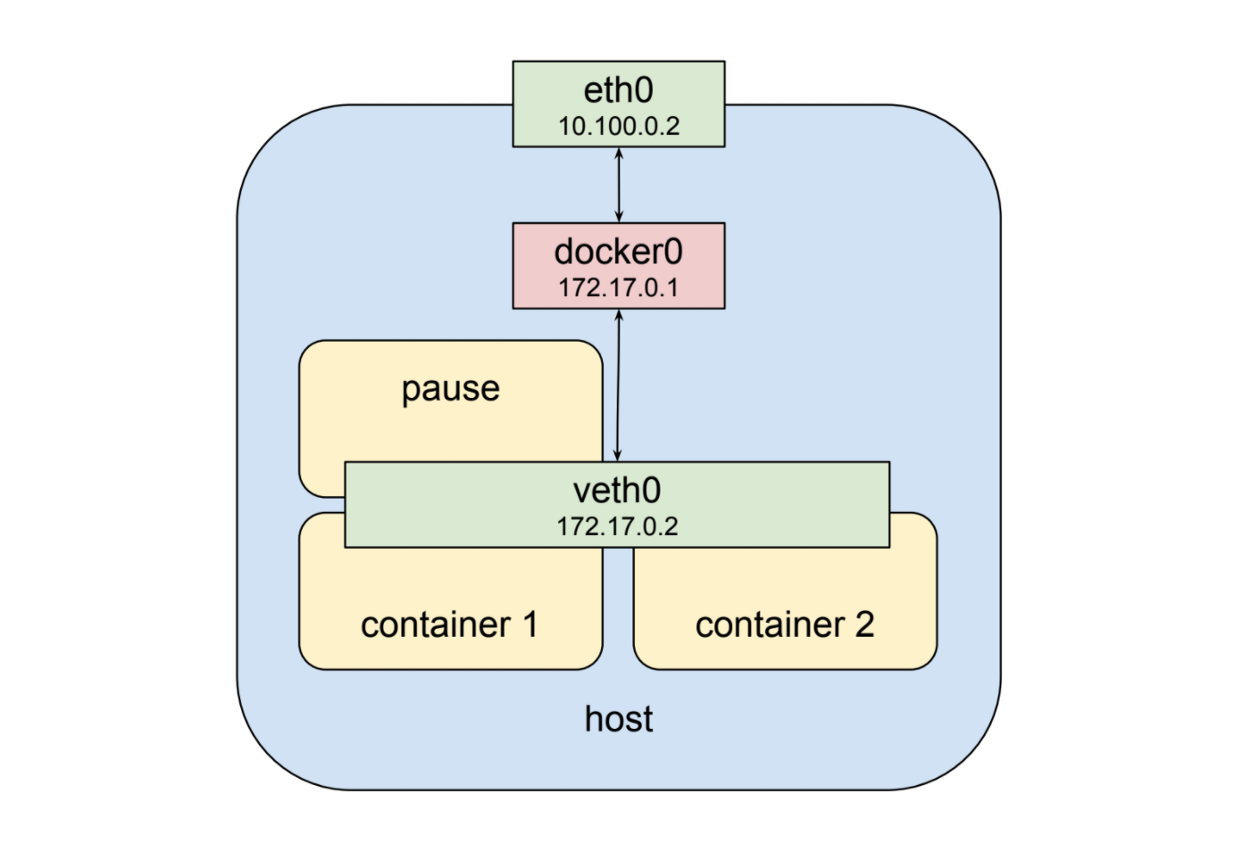 eth0
10.100.0.2
docker0
172.17.0.1
pause
veth0
172.17.0.2
container 1
container 2
host